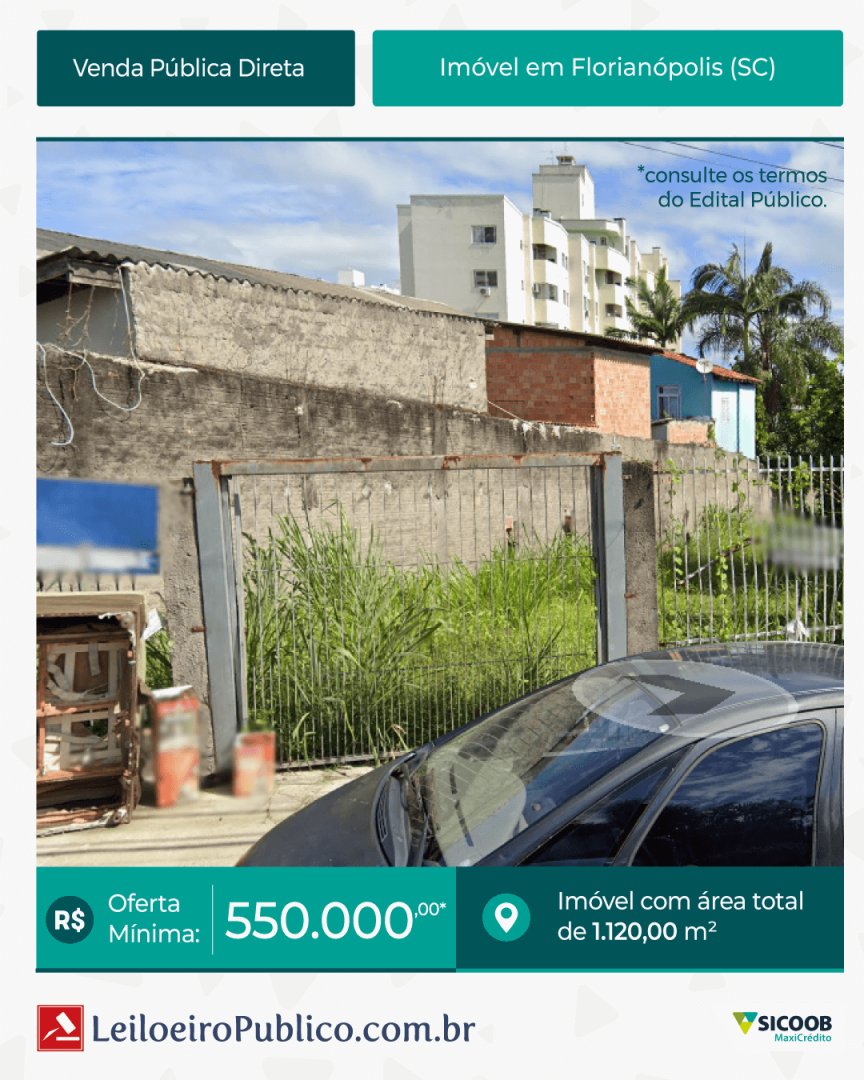 Venda Pública Direta
Imóvel em Florianópolis (SC)
*consulte os termos
do Edital Público.
R$
Oferta
Mínima:
550.000,00*
Imóvel com área total
de 1.120,00 m²
LeiloeiroPublico.com.br
SICOOB
MaxiCrédito